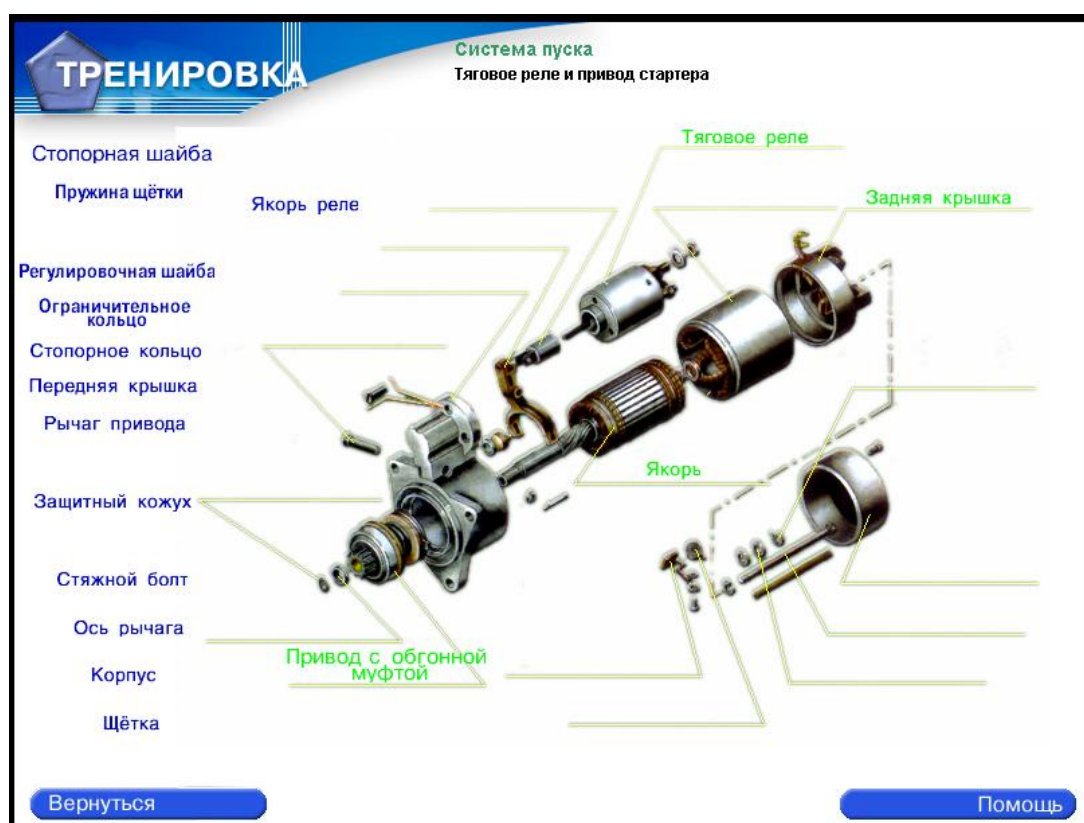 ТРЕНИРОВКА
Система пуска
Тяговое реле и привод стартера
Тяговое реле
Стопорная шайба
Пружина щётки
Якорь реле
Задняя крышка
Регулировочная шайба
Ограничительное
кольцо
Стопорное кольцо
Передняя крышка
Рычаг привода
Якорь
Защитный кожух
Стяжной болт
Ось рычага
Привод с обгонной
муфтой
Корпус
Щётка
Вернуться
Помощь